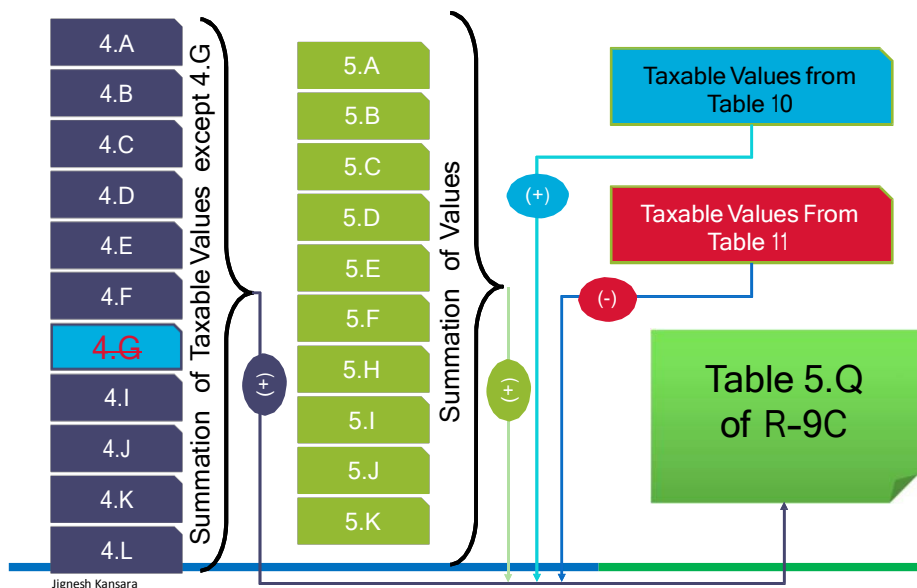 4.A
4.B
4.C
4.D
4.E
4.F
4.G
4.I
4.J
4.K
4.L
Summation of Taxable Values except 4.G
(+)
5.A
5.B
5.C
5.D
5.E
5.F
5.H
5.I
5.J
5.K
Summation of Values
(+)
Taxable Values from
Table 10
(+)
Taxable Values From
Table 11
(-)
Table 5.Q
of R-9C
Jignesh Kansara